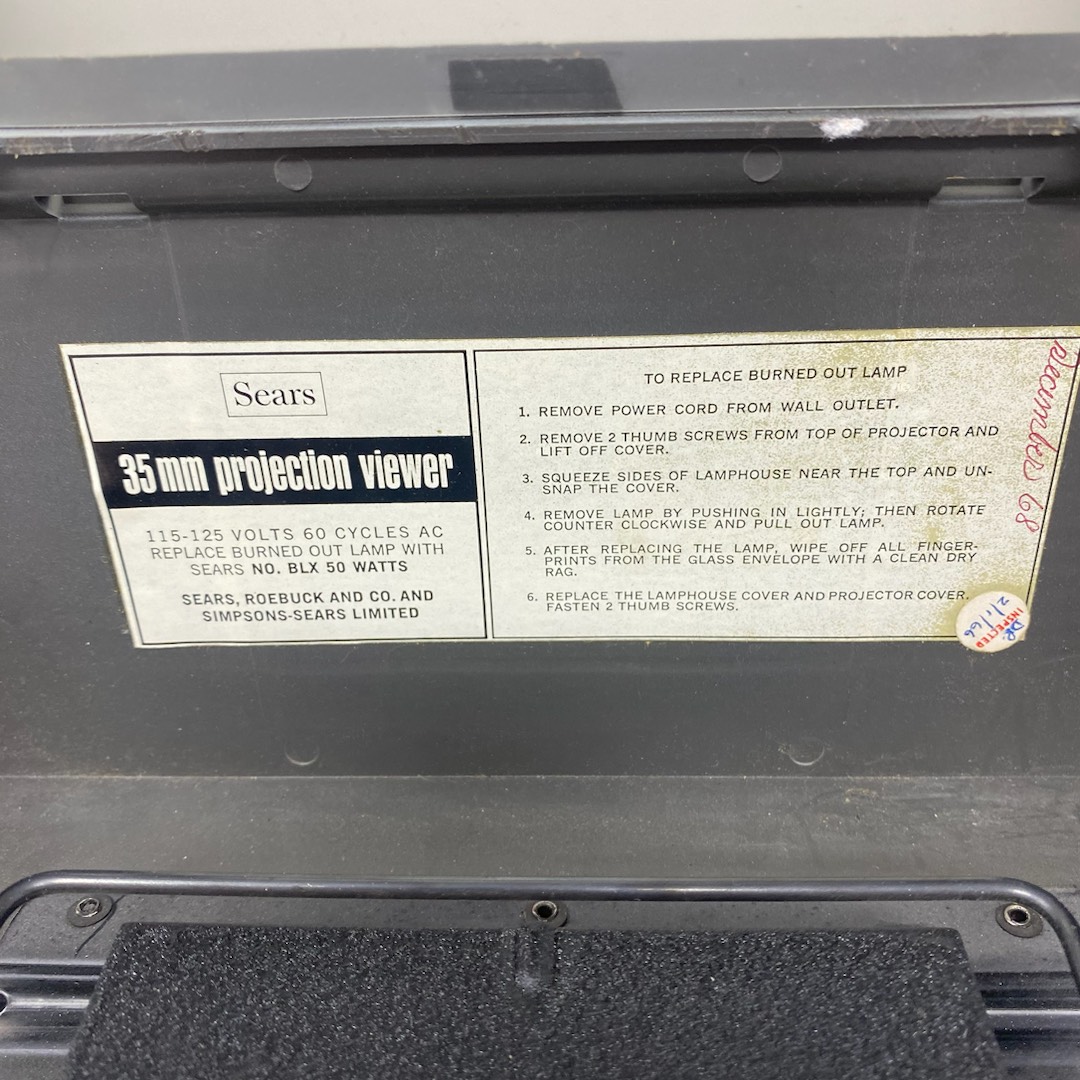 Sears
35mm projection viewer
115-125 VOLTS 60 CYCLES AC
REPLACE BURNED OUT LAMP WITH
SEARS NO. BLX 50 WATTS
SEARS, ROEBUCK AND CO. AND
SIMPSONS-SEARS LIMITED
TO REPLACE BURNED OUT LAMP
1. REMOVE POWER CORD FROM WALL OUTLET.
2. REMOVE 2 THUMB SCREWS FROM TOP OF PROJECTOR AND
LIFT OFF COVER.
3. SQUEEZE SIDES OF LAMPHOUSE NEAR THE TOP AND UN-
SNAP THE COVER.
4. REMOVE LAMP BY PUSHING IN LIGHTLY; THEN ROTATE
COUNTER CLOCKWISE AND PULL OUT LAMP.
5. AFTER REPLACING THE LAMP, WIPE OFF ALL FINGER-
PRINTS FROM THE GLASS ENVELOPE WITH A CLEAN DRY
RAG.
6. REPLACE THE LAMPHOUSE COVER AND PROJECTOR COVER.
FASTEN 2 THUMB SCREWS.
December 68
INSPECTED